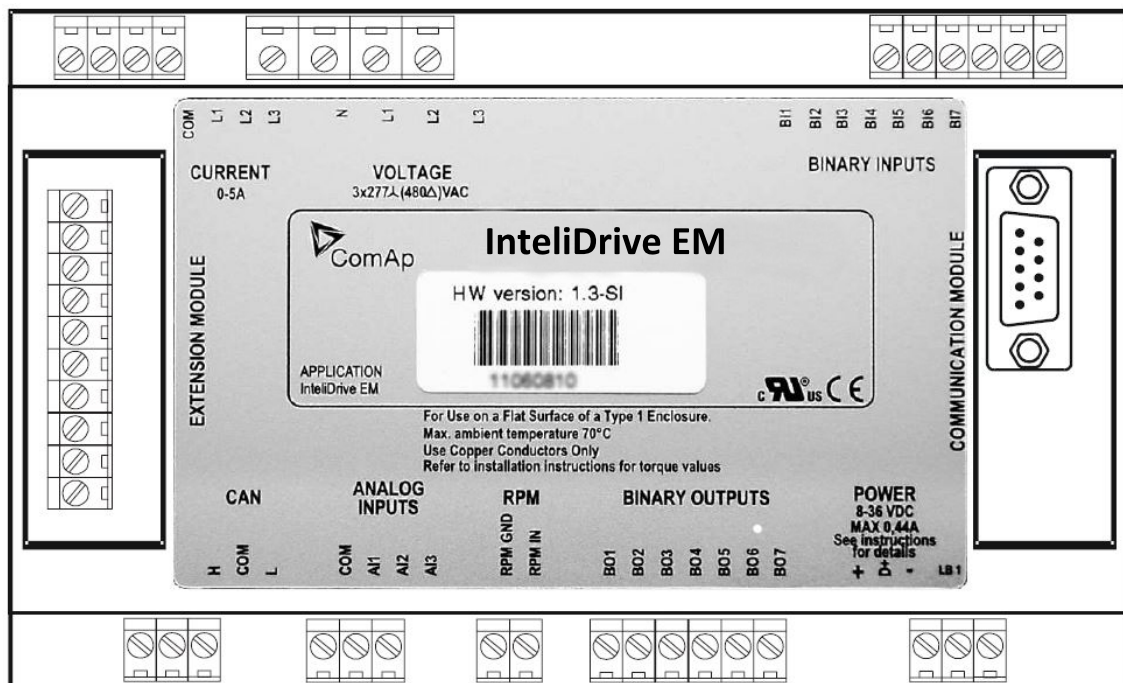 COM L1 L2 L3 N L1 L2 L3 BI1 BI2 BI3 BI4 BI5 BI6 BI7
CURRENT
0-5A
VOLTAGE
3x277⅄(480Δ)VAC
BINARY INPUTS
EXTENSION MODULE
ComAp
InteliDrive EM
HW version: 1.3-SI
11060810
APPLICATION
InteliDrive EM
c RU US CE
COMMUNICATION MODULE
For Use on a Flat Surface of a Type 1 Enclosure.
Max. ambient temperature 70°C
Use Copper Conductors Only
Refer to installation instructions for torque values
CAN
ANALOG
INPUTS
RPM
BINARY OUTPUTS
POWER
8-36 VDC
MAX 0,44A
See instructions
for details
H COM L COM AI1 AI2 AI3 RPM GND RPM IN BO1 BO2 BO3 BO4 BO5 BO6 BO7 + D+ - LB 1